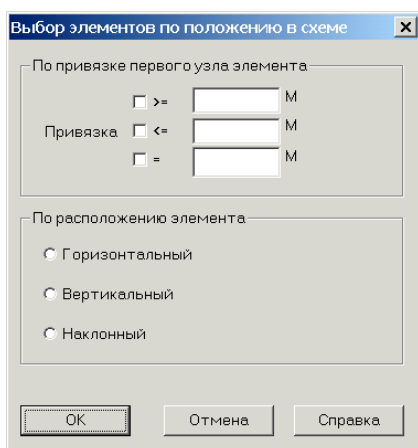 Выбор элементов по положению в схеме
По привязке первого узла элемента
>= М
Привязка <= М
= М
По расположению элемента
Горизонтальный
Вертикальный
Наклонный
OK Отмена Справка